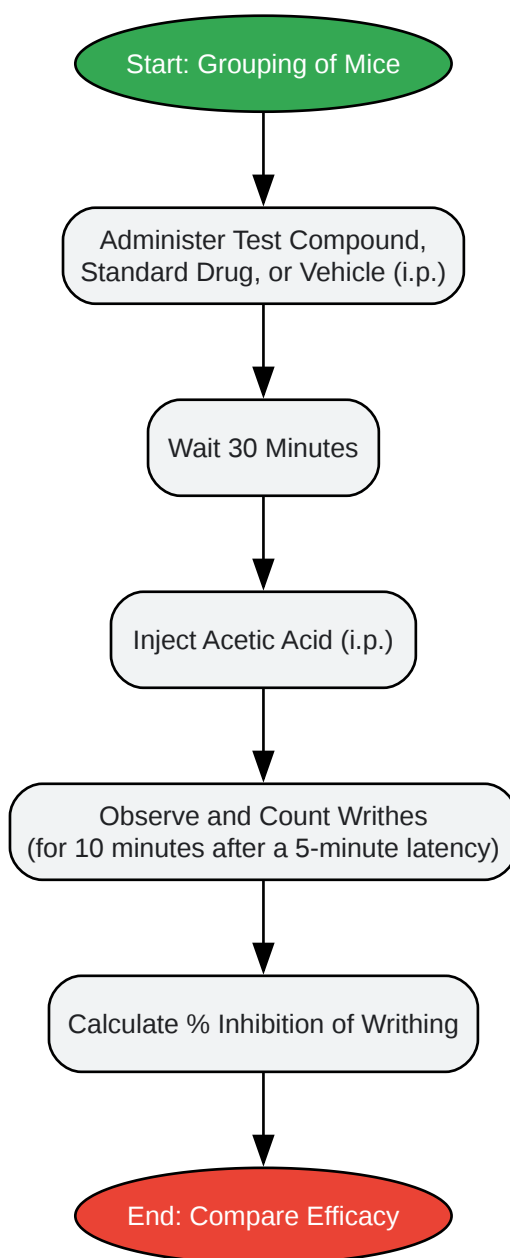 Start: Grouping of Mice
Administer Test Compound,
Standard Drug, or Vehicle (i.p.)
Wait 30 Minutes
Inject Acetic Acid (i.p.)
Observe and Count Writhes
(for 10 minutes after a 5-minute latency)
Calculate % Inhibition of Writhing
End: Compare Efficacy